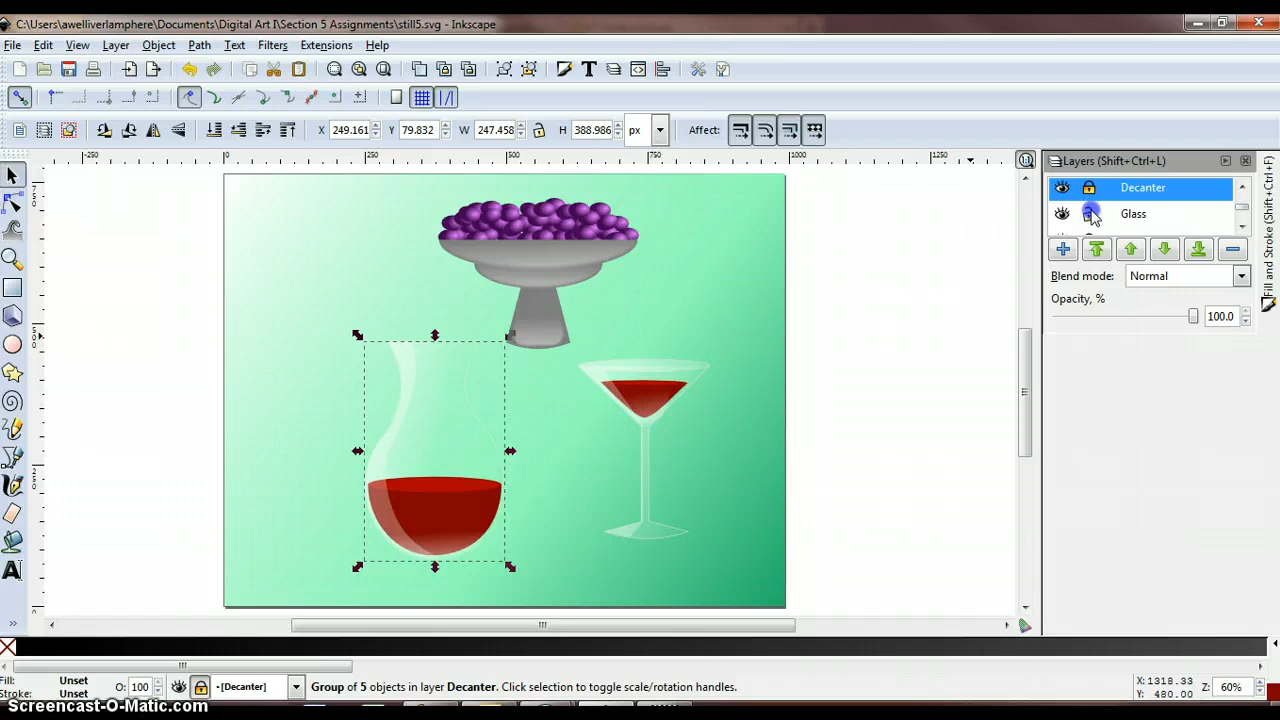 C:\Users\awelliverlamphere\Documents\Digital Art I\Section 5 Assignments\still5.svg - Inkscape
File Edit View Layer Object Path Text Filters Extensions Help
X 249.161 Y 79.832 W 247.458 H 388.986 px Affect:
-250 0 250 500 750 1000 1250
Layers (Shift+Ctrl+L)
Decanter
Glass
Blend mode: Normal
Opacity, %
100.0
Fill and Stroke (Shift+Ctrl+F)
750
500
250
0
Fill: Unset
Stroke: Unset
O: 100
[Decanter]
Group of 5 objects in layer Decanter. Click selection to toggle scale/rotation handles.
X: 1318.33
Y: 480.00
Z: 60%
Screencast-O-Matic.com